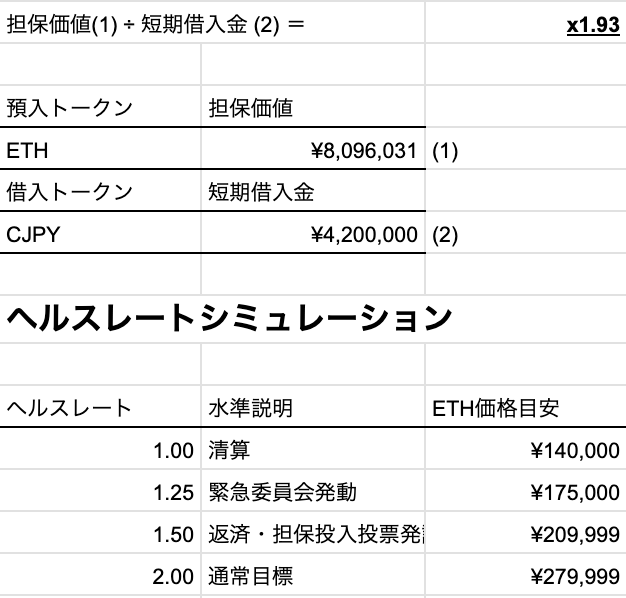 担保価値(1) ÷ 短期借入金 (2) ＝ x1.93
預入トークン 担保価値
ETH ¥8,096,031 (1)
借入トークン 短期借入金
CJPY ¥4,200,000 (2)
ヘルスレートシミュレーション
ヘルスレート 水準説明 ETH価格目安
1.00 清算 ¥140,000
1.25 緊急委員会発動 ¥175,000
1.50 返済・担保投入投票発 ¥209,999
2.00 通常目標 ¥279,999